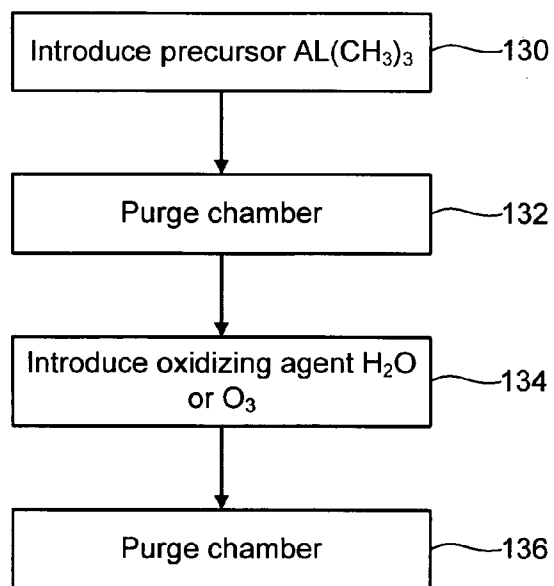 Introduce precursor AL(CH₃)₃
130
Purge chamber
132
Introduce oxidizing agent H₂O
or O₃
134
Purge chamber
136